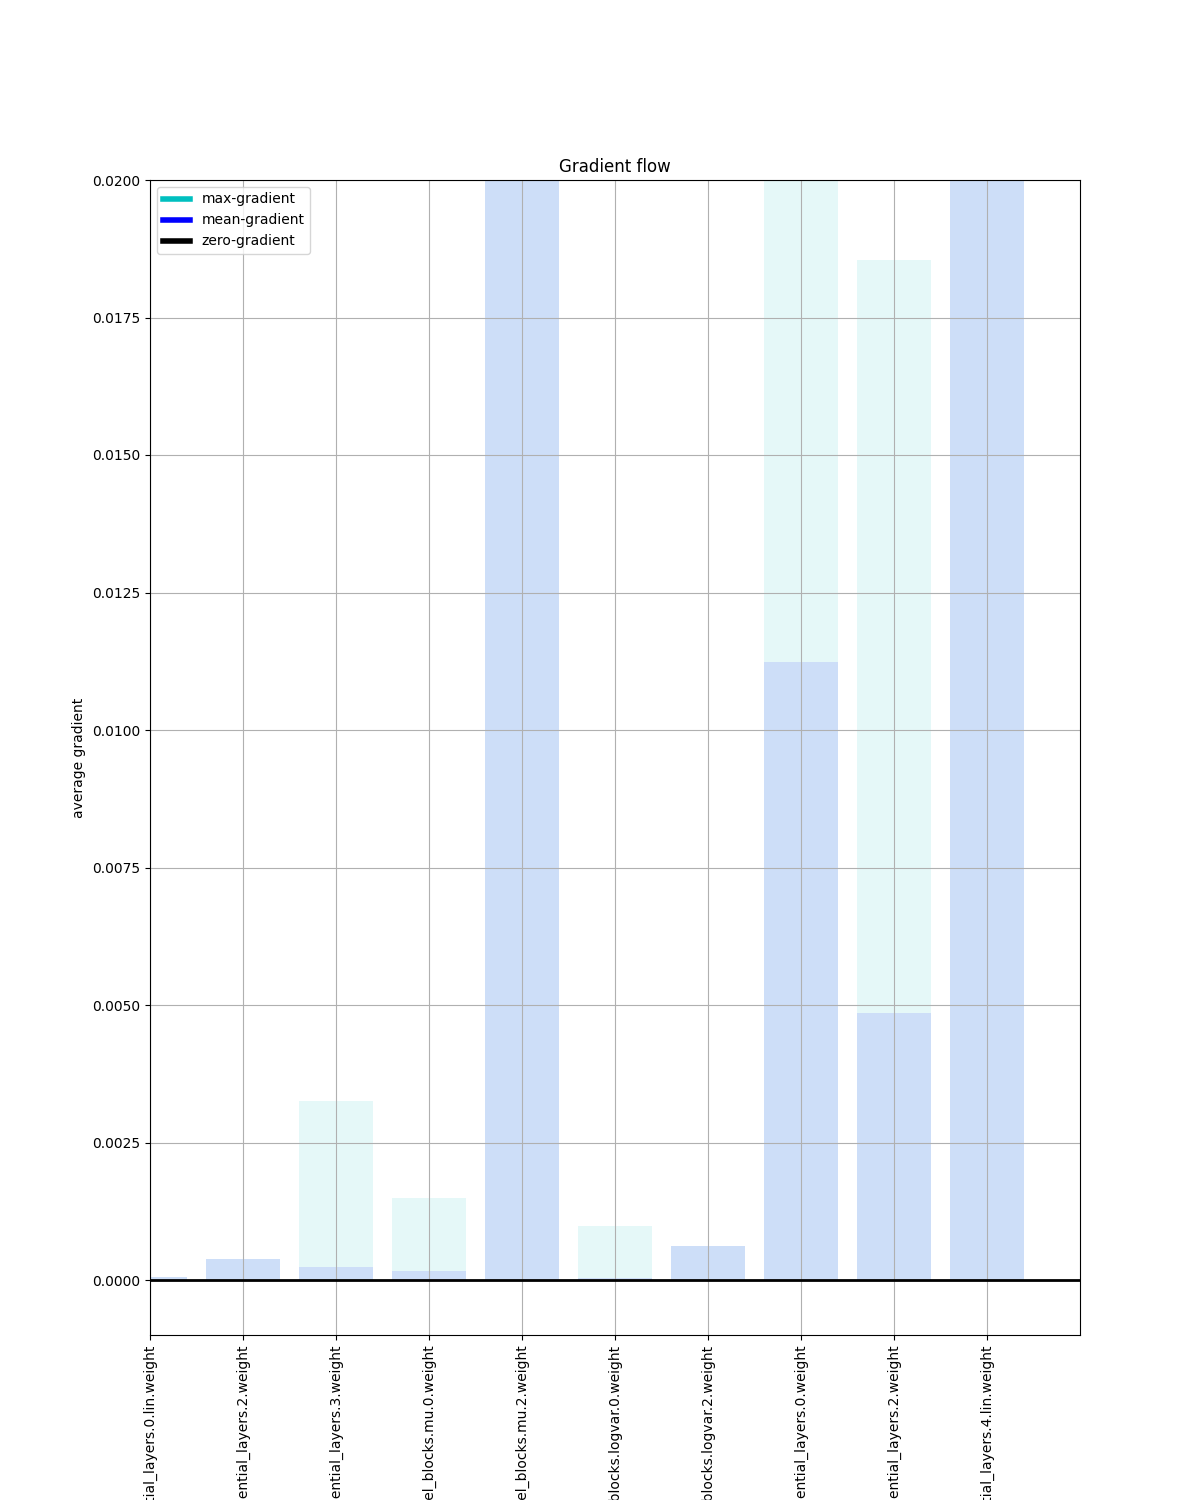 Gradient flow
max-gradient
mean-gradient
zero-gradient
0.0200
0.0175
0.0150
0.0125
0.0100
0.0075
0.0050
0.0025
0.0000
average gradient
tial_layers.0.lin.weight
ential_layers.2.weight
ential_layers.3.weight
el_blocks.mu.0.weight
el_blocks.mu.2.weight
blocks.logvar.0.weight
blocks.logvar.2.weight
ential_layers.0.weight
ential_layers.2.weight
tial_layers.4.lin.weight